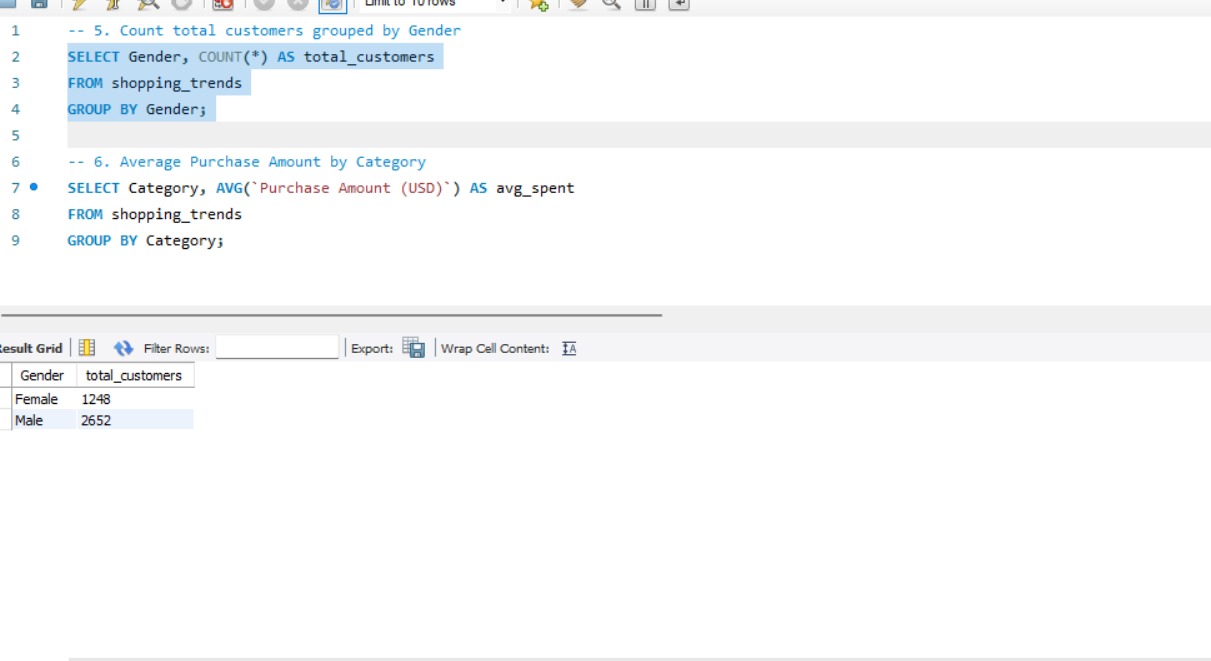 Limit to 10 rows
1 -- 5. Count total customers grouped by Gender
2 SELECT Gender, COUNT(*) AS total_customers
3 FROM shopping_trends
4 GROUP BY Gender;
5
6 -- 6. Average Purchase Amount by Category
7 SELECT Category, AVG(`Purchase Amount (USD)`) AS avg_spent
8 FROM shopping_trends
9 GROUP BY Category;
Result Grid Filter Rows: Export: Wrap Cell Content: IA
Gender total_customers
Female 1248
Male 2652